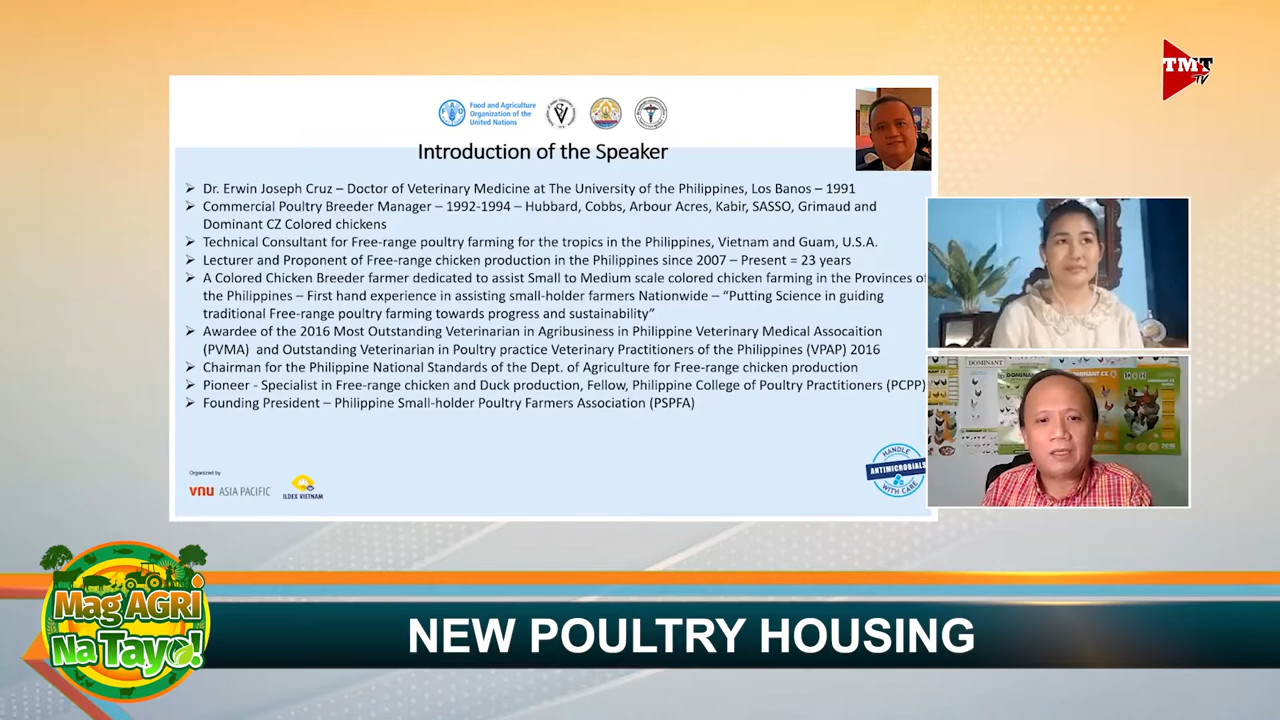 TMT
TV
Food and Agriculture
Organization of the
United Nations
Introduction of the Speaker
Dr. Erwin Joseph Cruz – Doctor of Veterinary Medicine at The University of the Philippines, Los Banos – 1991
Commercial Poultry Breeder Manager – 1992-1994 – Hubbard, Cobbs, Arbour Acres, Kabir, SASSO, Grimaud and
Dominant CZ Colored chickens
Technical Consultant for Free-range poultry farming for the tropics in the Philippines, Vietnam and Guam, U.S.A.
Lecturer and Proponent of Free-range chicken production in the Philippines since 2007 – Present = 23 years
A Colored Chicken Breeder farmer dedicated to assist Small to Medium scale colored chicken farming in the Provinces of
the Philippines – First hand experience in assisting small-holder farmers Nationwide – “Putting Science in guiding
traditional Free-range poultry farming towards progress and sustainability”
Awardee of the 2016 Most Outstanding Veterinarian in Agribusiness in Philippine Veterinary Medical Assocaition
(PVMA) and Outstanding Veterinarian in Poultry practice Veterinary Practitioners of the Philippines (VPAP) 2016
Chairman for the Philippine National Standards of the Dept. of Agriculture for Free-range chicken production
Pioneer - Specialist in Free-range chicken and Duck production, Fellow, Philippine College of Poultry Practitioners (PCPP)
Founding President – Philippine Small-holder Poultry Farmers Association (PSPFA)
Organized by
VNU ASIA PACIFIC
ILDEX VIETNAM
HANDLE
ANTIMICROBIALS
WITH CARE
DOMINANT
DOMINANT CZ
Mag AGRI
Na Tayo!
NEW POULTRY HOUSING